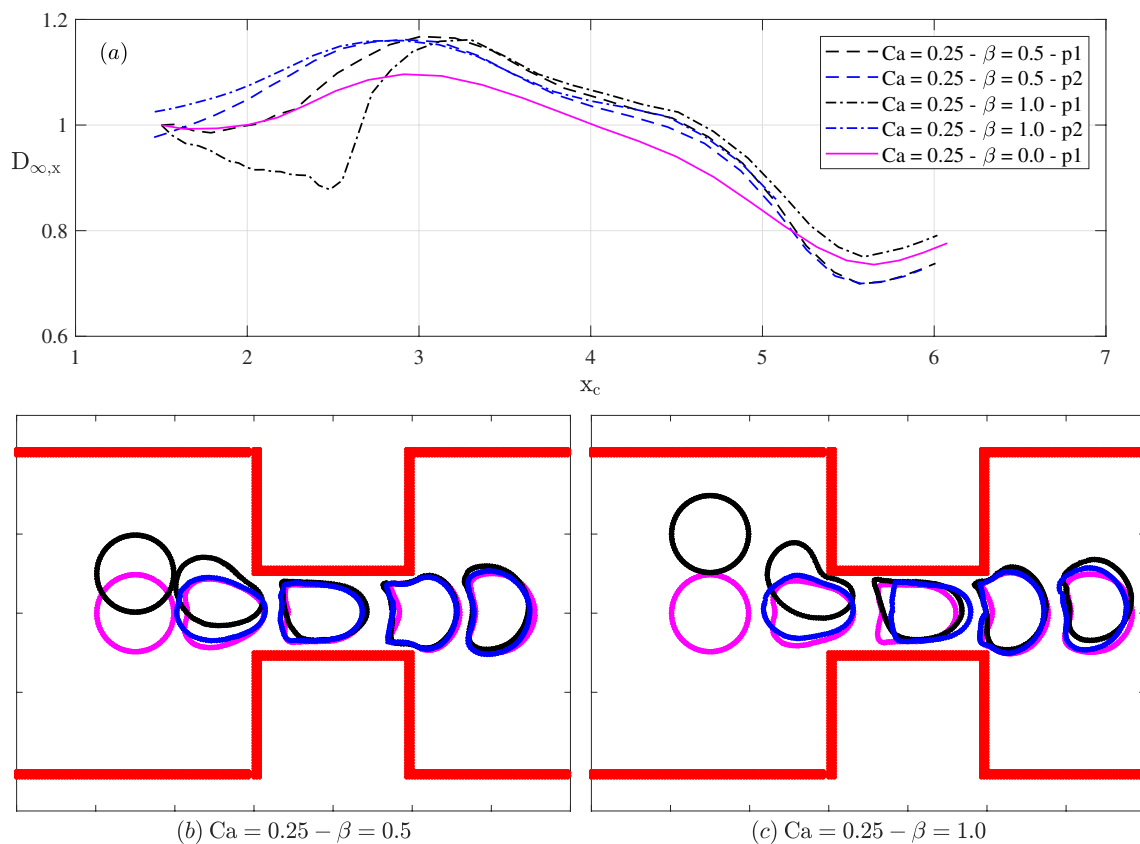 1.2
(a)
Ca = 0.25 - β = 0.5 - p1
Ca = 0.25 - β = 0.5 - p2
Ca = 0.25 - β = 1.0 - p1
Ca = 0.25 - β = 1.0 - p2
Ca = 0.25 - β = 0.0 - p1
1
D∞,x
0.8
0.6
1 2 3 4 5 6 7
xc
(b) Ca = 0.25 − β = 0.5
(c) Ca = 0.25 − β = 1.0